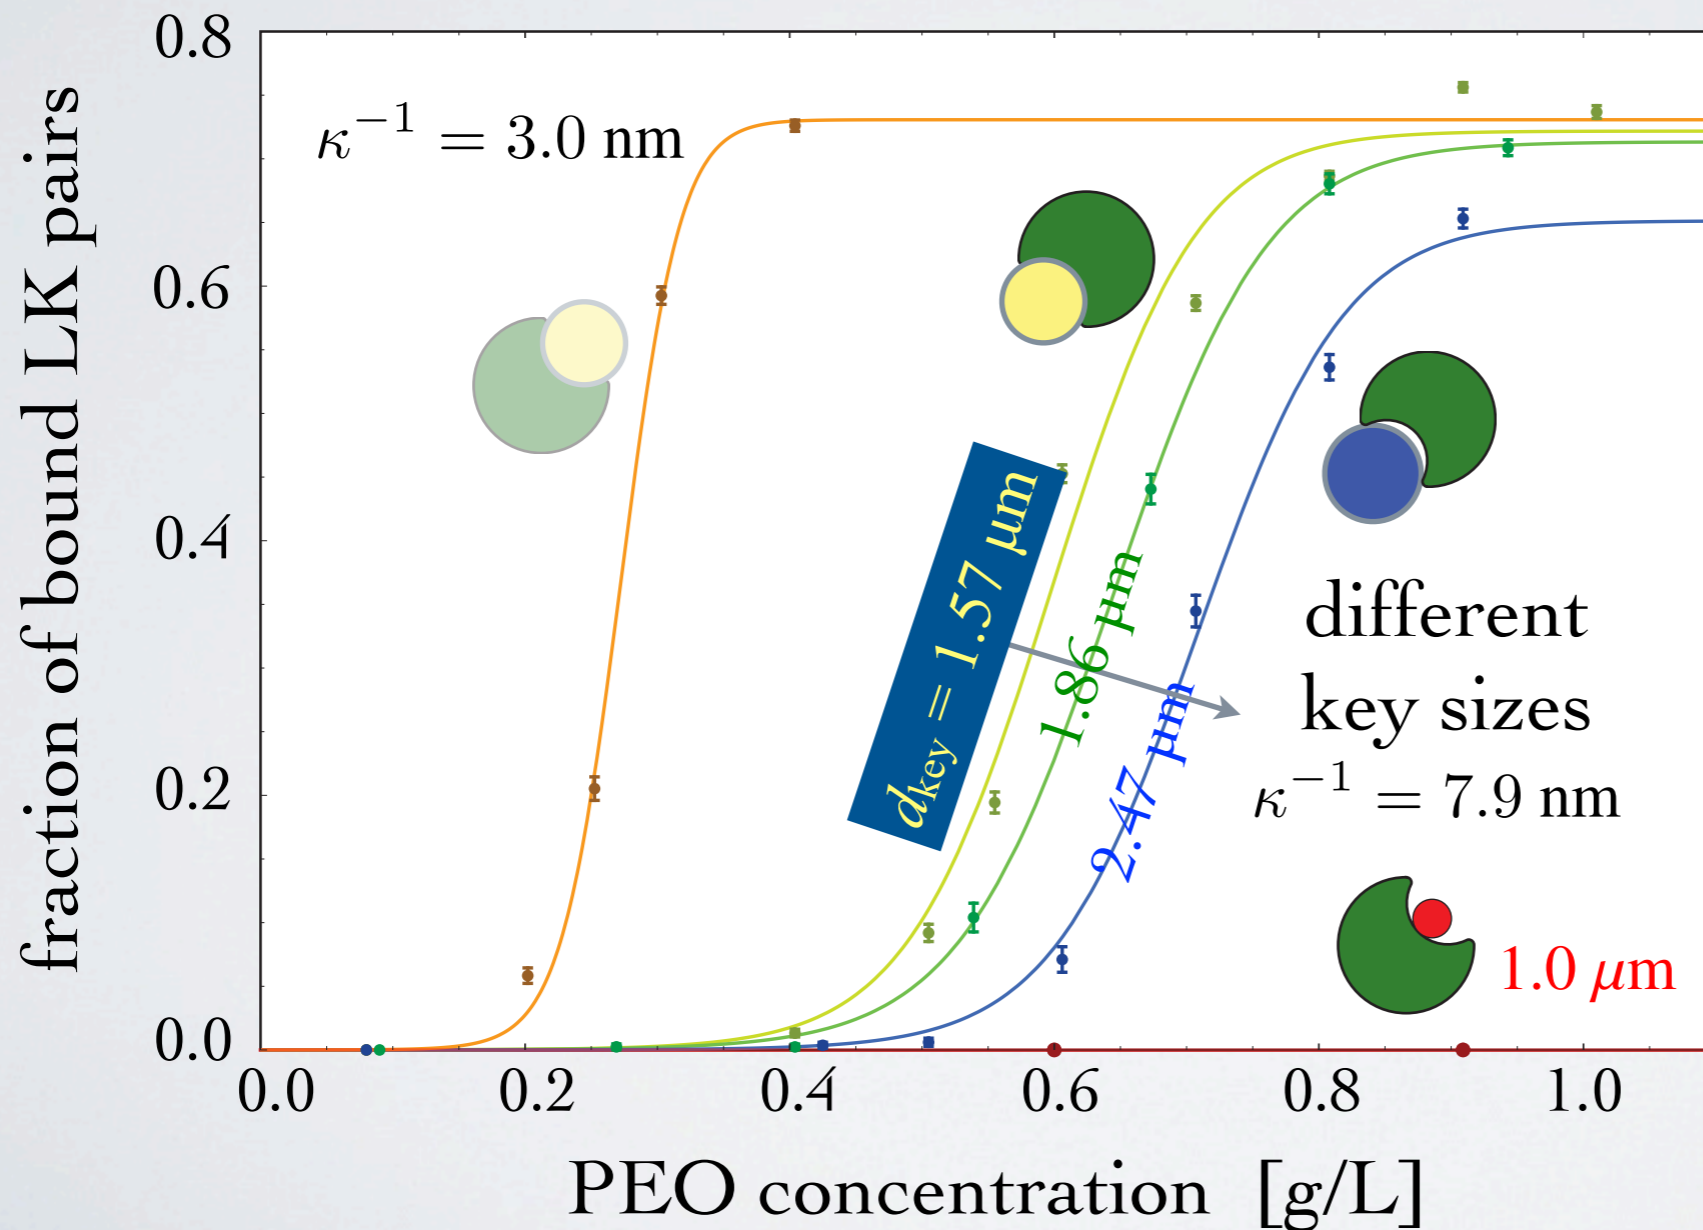 fraction of bound LK pairs
0.8
0.6
0.4
0.2
0.0
κ⁻¹ = 3.0 nm
d_key = 1.57 μm
1.86 μm
2.47 μm
different
key sizes
κ⁻¹ = 7.9 nm
1.0 μm
0.0 0.2 0.4 0.6 0.8 1.0
PEO concentration [g/L]